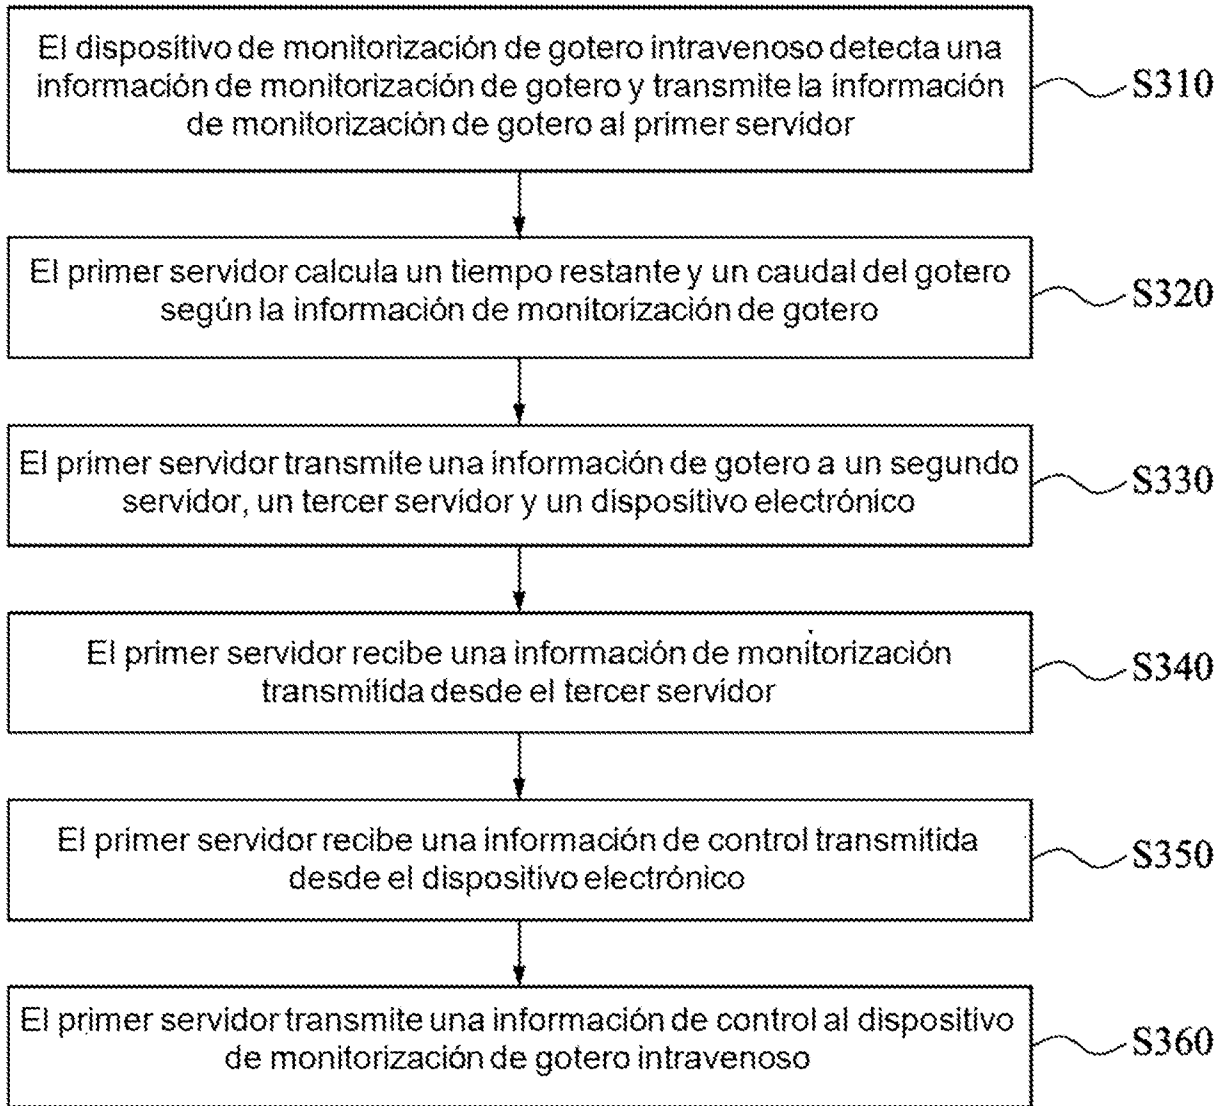 El dispositivo de monitorización de gotero intravenoso detecta una
información de monitorización de gotero y transmite la información
de monitorización de gotero al primer servidor
S310
El primer servidor calcula un tiempo restante y un caudal del gotero
según la información de monitorización de gotero
S320
El primer servidor transmite una información de gotero a un segundo
servidor, un tercer servidor y un dispositivo electrónico
S330
El primer servidor recibe una información de monitorización
transmitida desde el tercer servidor
S340
El primer servidor recibe una información de control transmitida
desde el dispositivo electrónico
S350
El primer servidor transmite una información de control al dispositivo
de monitorización de gotero intravenoso
S360